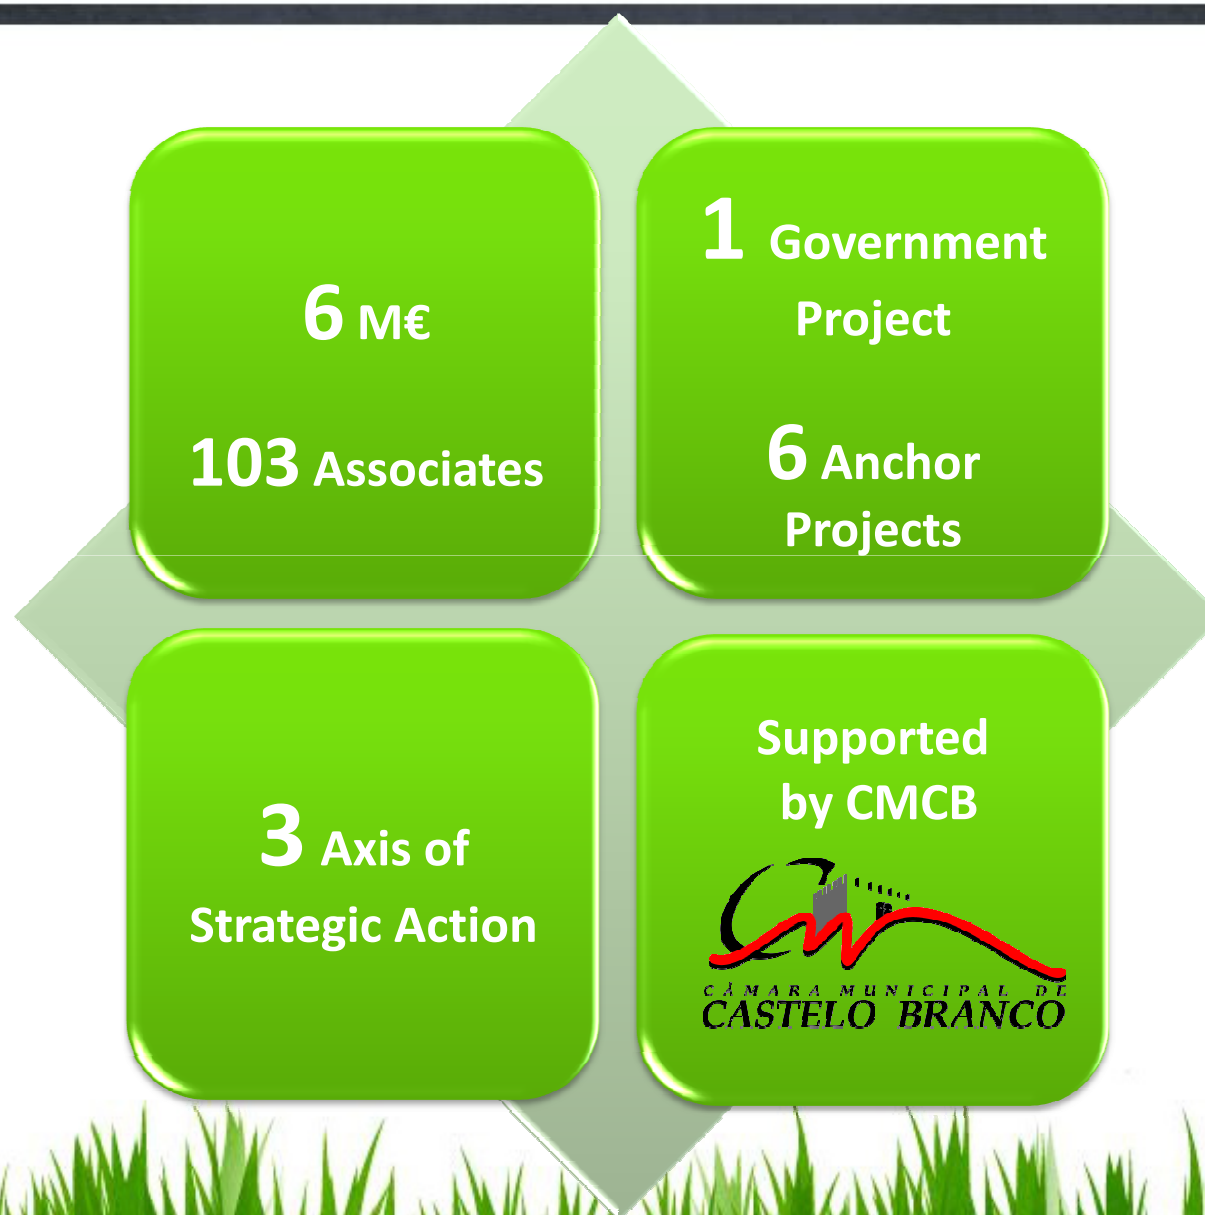 6 M€
103 Associates
1 Government
Project
6 Anchor
Projects
3 Axis of
Strategic Action
Supported
by CMCB
CÂMARA MUNICIPAL DE
CASTELO BRANCO